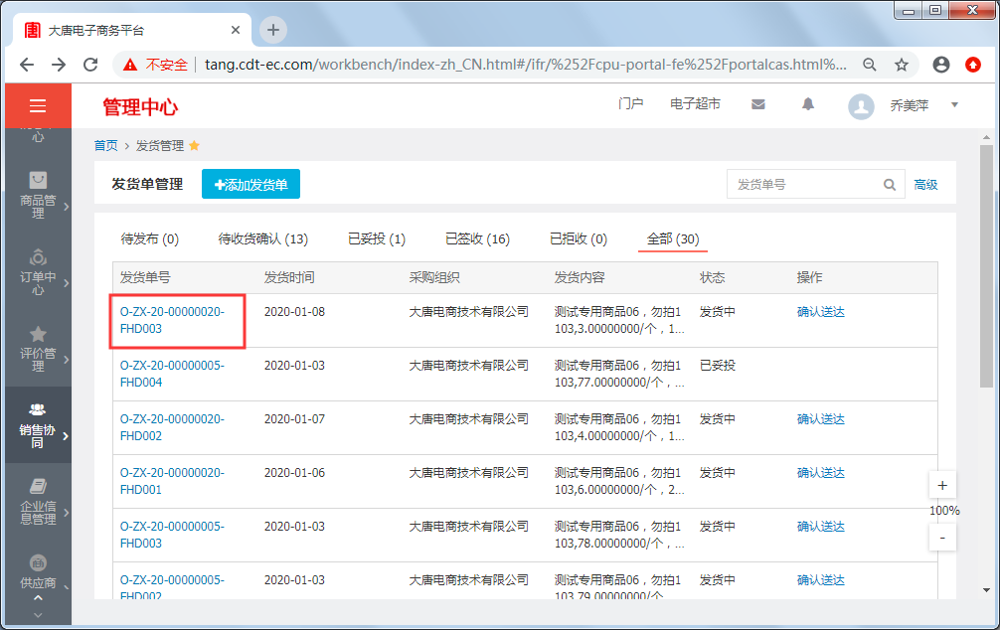 大唐电子商务平台
不安全 | tang.cdt-ec.com/workbench/index-zh_CN.html#/ifr/%252Fcpu-portal-fe%252Fportalcas.html%...
管理中心
门户
电子超市
乔美萍
心
商品管
理
订单中
心
评价管
理
销售协
同
企业信
息管理
供应商
首页 > 发货管理
发货单管理
添加发货单
发货单号
高级
待发布 (0)
待收货确认 (13)
已妥投 (1)
已签收 (16)
已拒收 (0)
全部 (30)
发货单号 发货时间 采购组织 发货内容 状态 操作
O-ZX-20-00000020- 2020-01-08 大唐电商技术有限公司 测试专用商品06，勿拍1 发货中 确认送达
FHD003 103,3.00000000/个，1...
O-ZX-20-00000005- 2020-01-03 大唐电商技术有限公司 测试专用商品06，勿拍1 已妥投
FHD004 103,77.00000000/个，...
O-ZX-20-00000020- 2020-01-07 大唐电商技术有限公司 测试专用商品06，勿拍1 发货中 确认送达
FHD002 103,4.00000000/个，1...
O-ZX-20-00000020- 2020-01-06 大唐电商技术有限公司 测试专用商品06，勿拍1 发货中 确认送达
FHD001 103,6.00000000/个，2...
O-ZX-20-00000005- 2020-01-03 大唐电商技术有限公司 测试专用商品06，勿拍1 发货中 确认送达
FHD003 103,78.00000000/个，...
O-ZX-20-00000005- 2020-01-03 大唐电商技术有限公司 测试专用商品06，勿拍1 发货中 确认送达
FHD002 103,79.00000000/个，...
+
100%
-